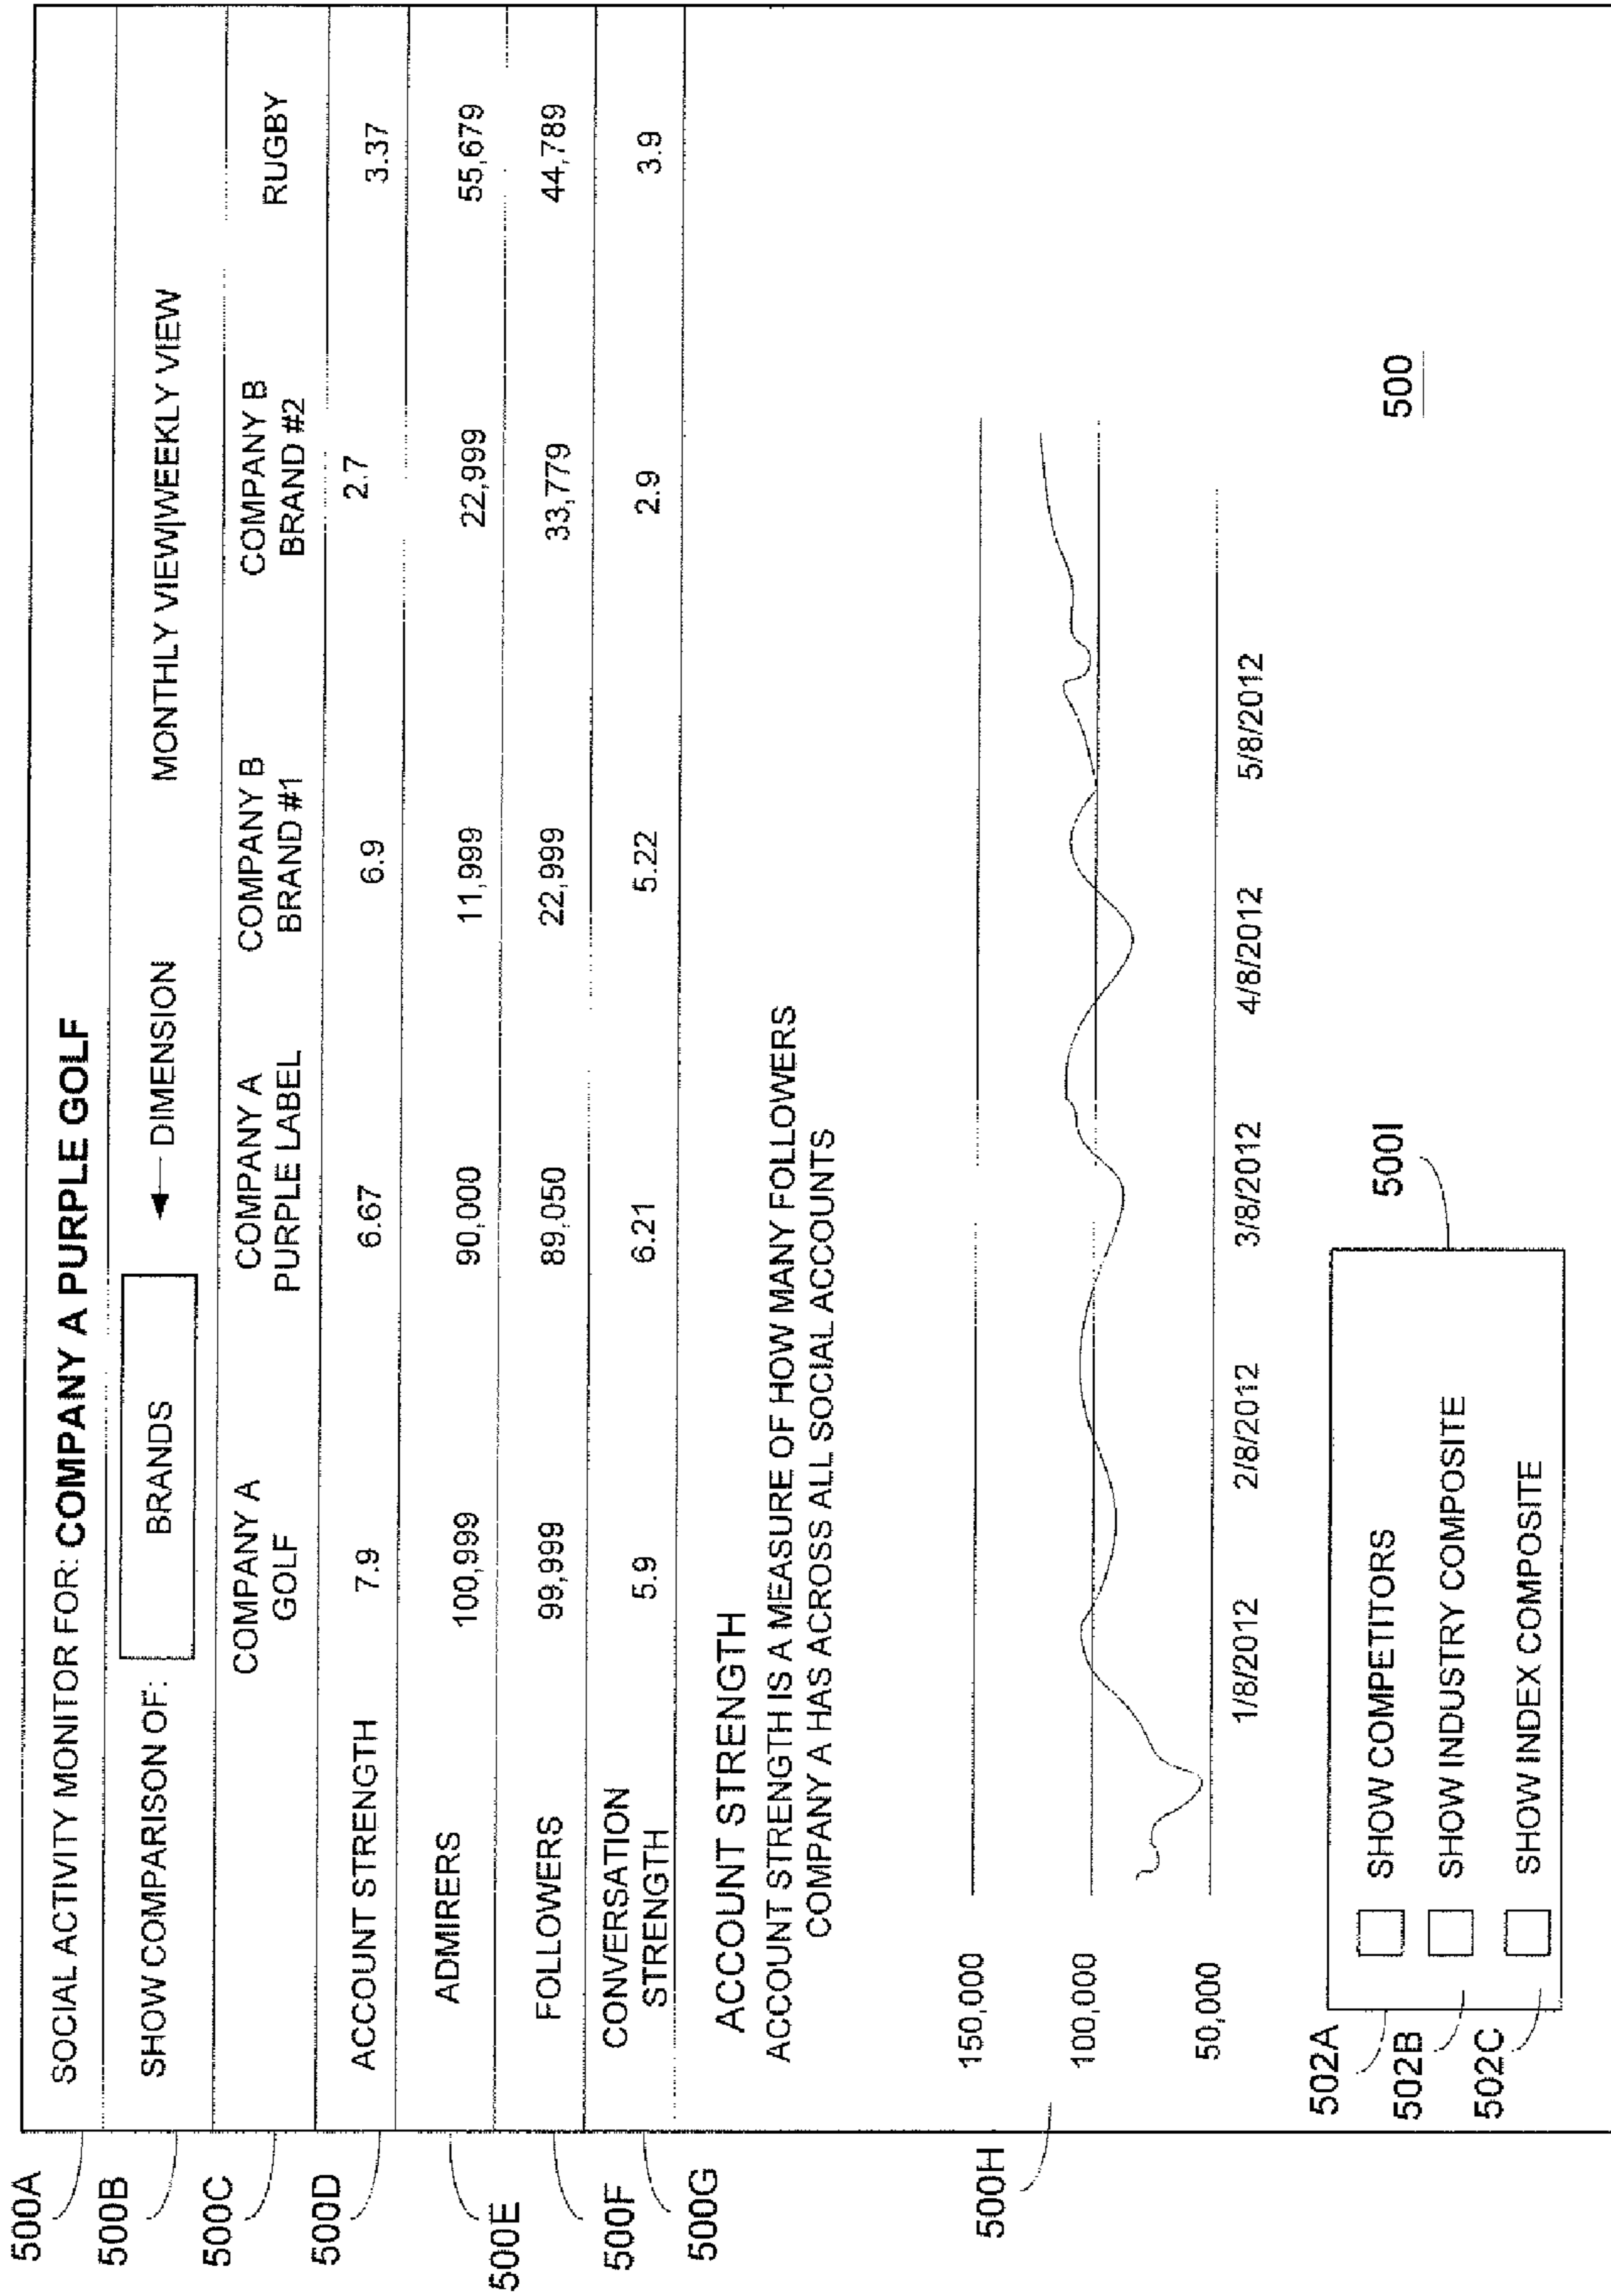 500A
SOCIAL ACTIVITY MONITOR FOR: COMPANY A PURPLE GOLF
500B
SHOW COMPARISON OF: BRANDS DIMENSION MONTHLY VIEW|WEEKLY VIEW
500C
COMPANY A GOLF
COMPANY A PURPLE LABEL
COMPANY B BRAND #1
COMPANY B BRAND #2
RUGBY
500D
ACCOUNT STRENGTH 7.9 6.67 6.9 2.7 3.37
500E
ADMIRERS 100,999 90,000 11,999 22,999 55,679
500F
FOLLOWERS 99,999 89,050 22,999 33,779 44,789
500G
CONVERSATION STRENGTH 5.9 6.21 5.22 2.9 3.9
ACCOUNT STRENGTH
ACCOUNT STRENGTH IS A MEASURE OF HOW MANY FOLLOWERS
COMPANY A HAS ACROSS ALL SOCIAL ACCOUNTS
500H
150,000
100,000
50,000
1/8/2012 2/8/2012 3/8/2012 4/8/2012 5/8/2012
502A
SHOW COMPETITORS
502B
SHOW INDUSTRY COMPOSITE
502C
SHOW INDEX COMPOSITE
500I
500